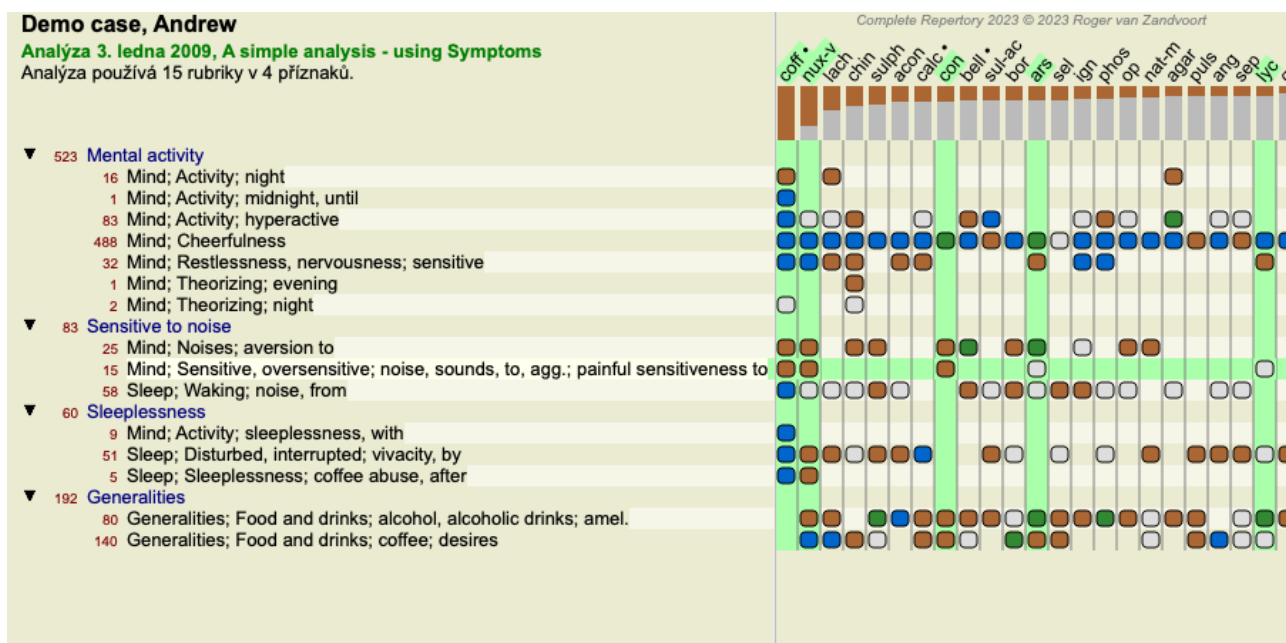 Demo case, Andrew
Complete Repertory 2023 © 2023 Roger van Zandvoort
Analýza 3. ledna 2009, A simple analysis - using Symptoms
Analýza používá 15 rubriky v 4 příznaků.
coff • nux-v lach chin sulph acon calc • con bell • sul-ac bor ars sel ign phos op nat-m agar puls ang sep lyc
523 Mental activity
16 Mind; Activity; night
1 Mind; Activity; midnight, until
83 Mind; Activity; hyperactive
488 Mind; Cheerfulness
32 Mind; Restlessness, nervousness; sensitive
1 Mind; Theorizing; evening
2 Mind; Theorizing; night
83 Sensitive to noise
25 Mind; Noises; aversion to
15 Mind; Sensitive, oversensitive; noise, sounds, to, agg.; painful sensitiveness to
58 Sleep; Waking; noise, from
60 Sleeplessness
9 Mind; Activity; sleeplessness, with
51 Sleep; Disturbed, interrupted; vivacity, by
5 Sleep; Sleeplessness; coffee abuse, after
192 Generalities
80 Generalities; Food and drinks; alcohol, alcoholic drinks; amel.
140 Generalities; Food and drinks; coffee; desires